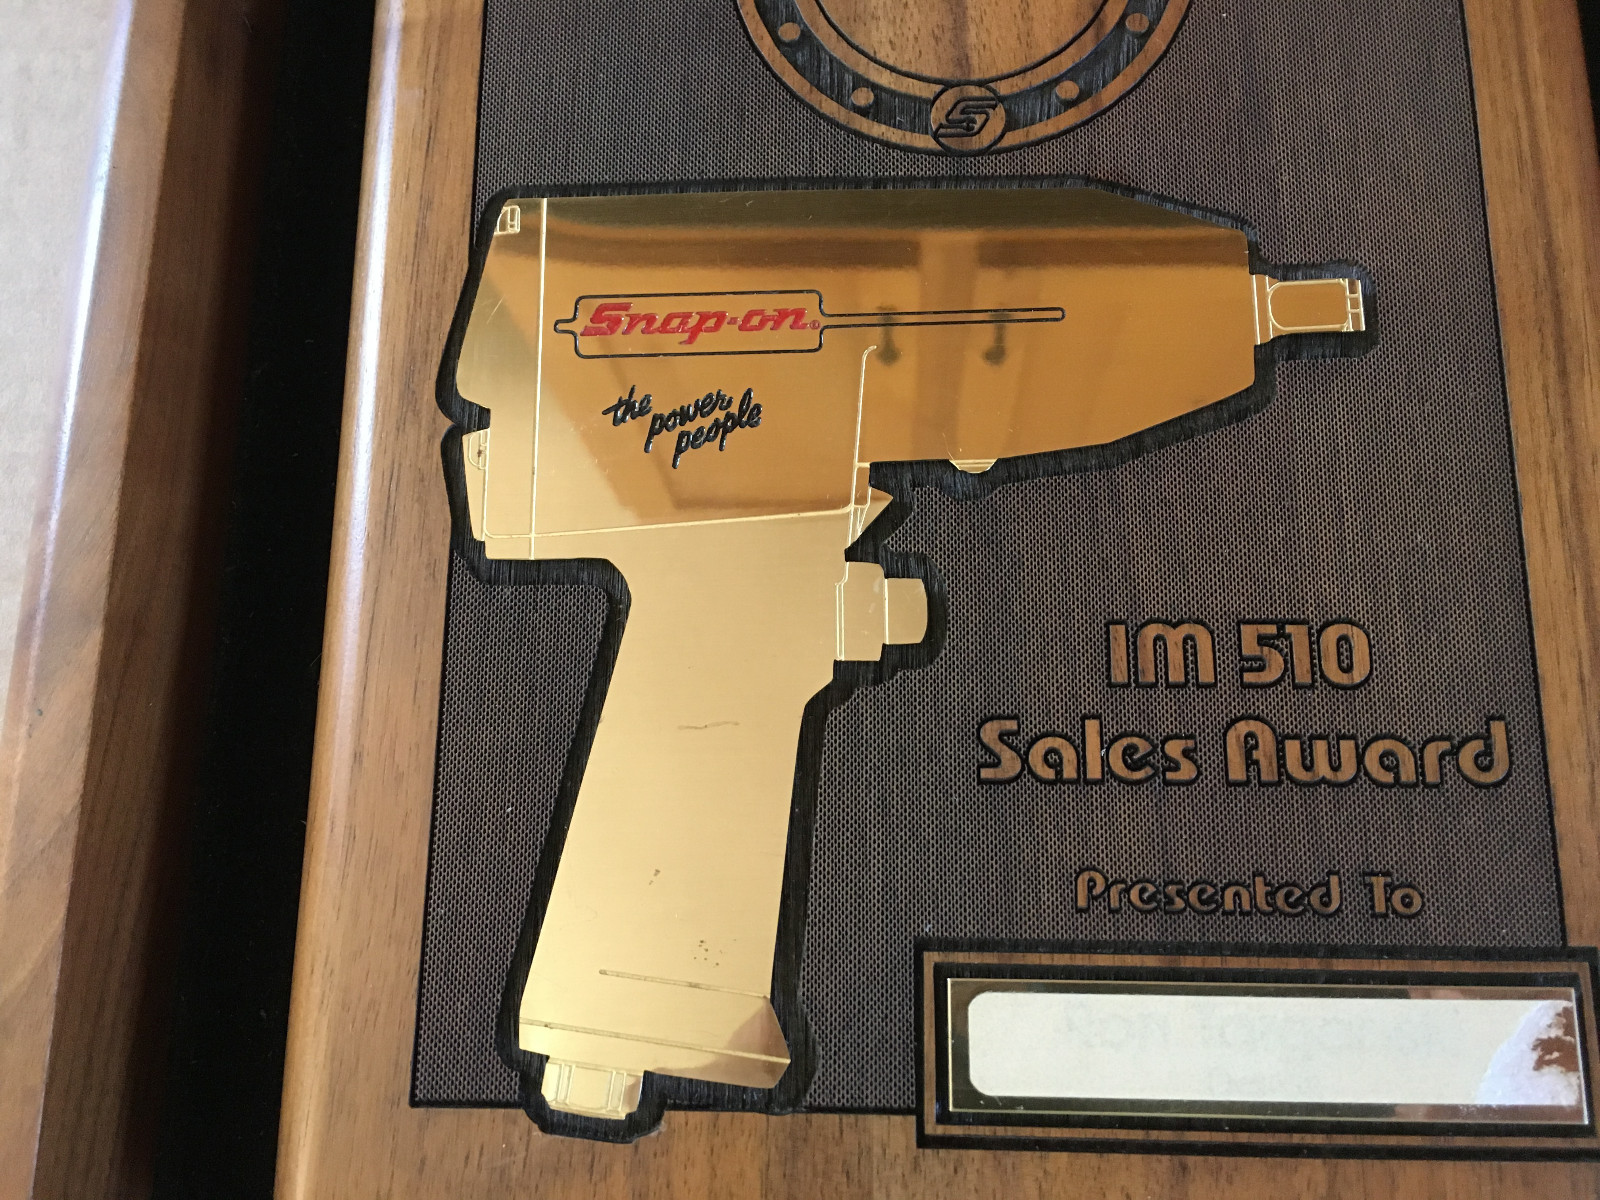 S
Snap-on®
the
power
people
IM 510
Sales Award
Presented To